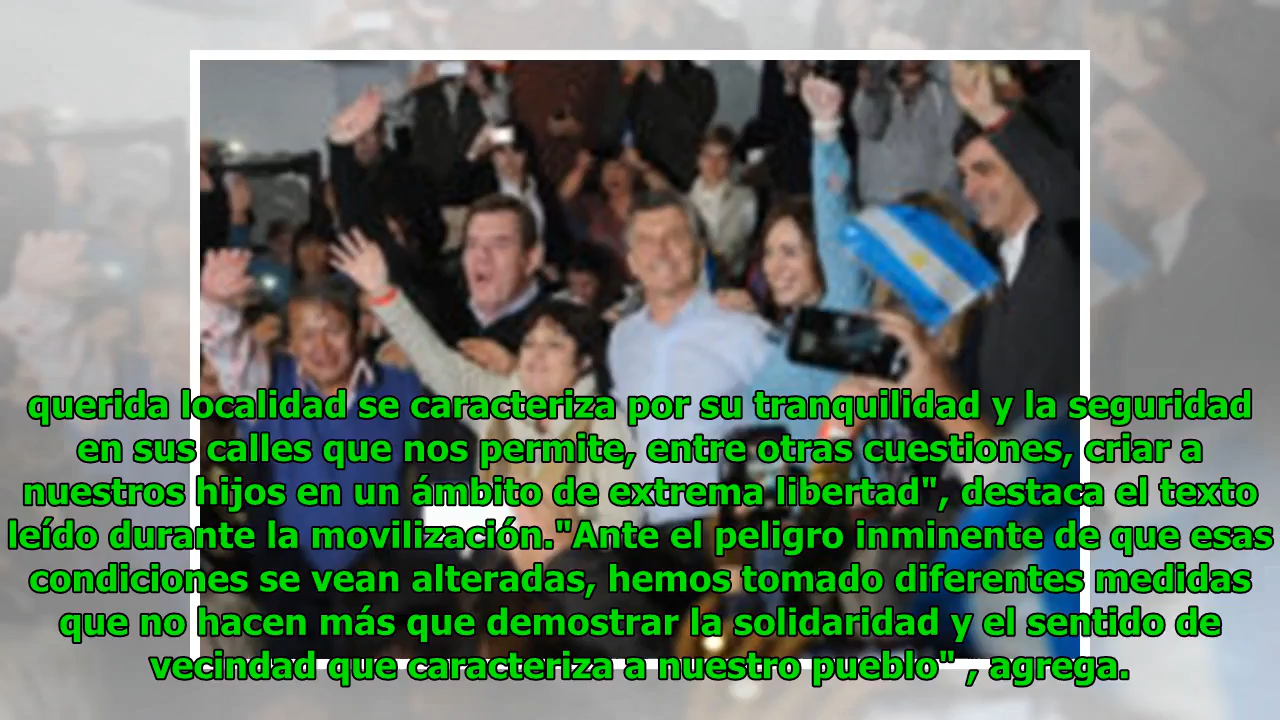 querida localidad se caracteriza por su tranquilidad y la seguridad
en sus calles que nos permite, entre otras cuestiones, criar a
nuestros hijos en un ámbito de extrema libertad", destaca el texto
leído durante la movilización."Ante el peligro inminente de que esas
condiciones se vean alteradas, hemos tomado diferentes medidas
que no hacen más que demostrar la solidaridad y el sentido de
vecindad que caracteriza a nuestro pueblo" , agrega.